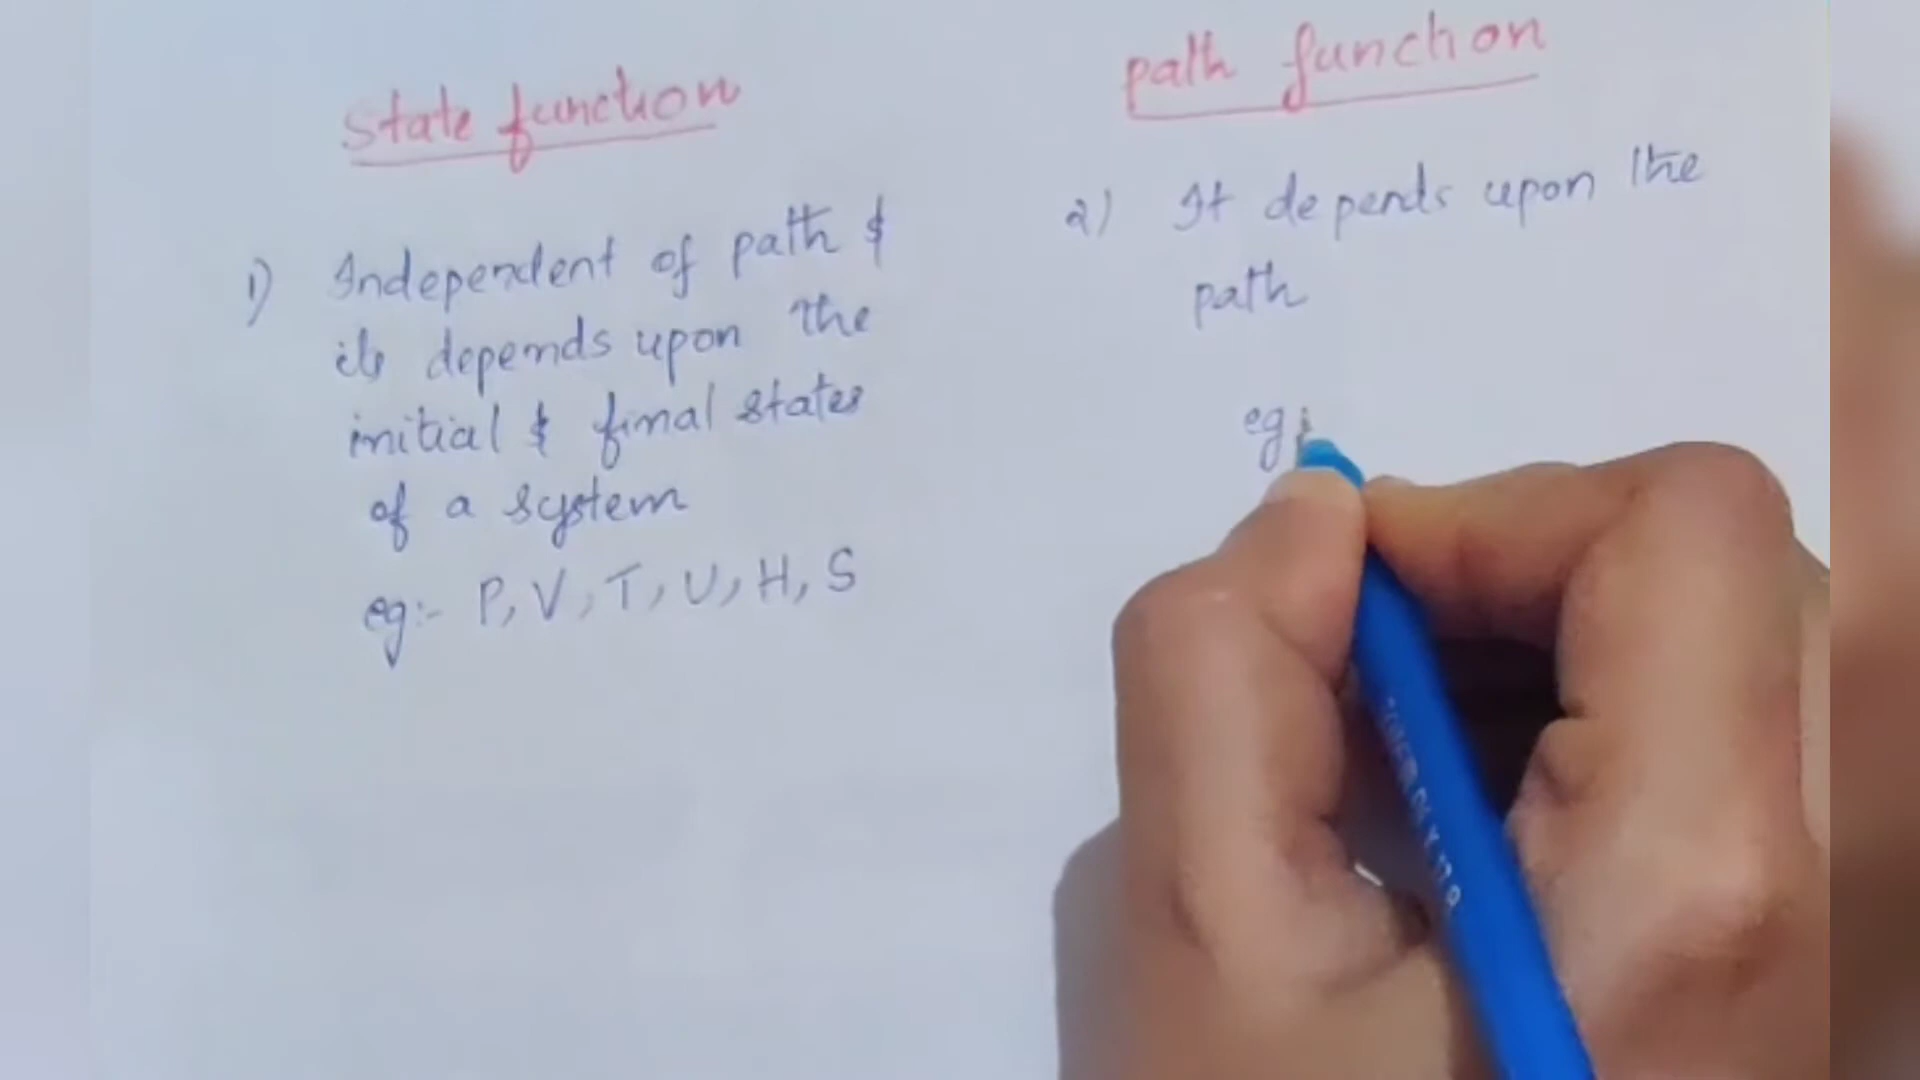 State function
1) Independent of path &
its depends upon the
initial & final states
of a system
eg:- P, V, T, U, H, S
path function
2) It depends upon the
path
eg: